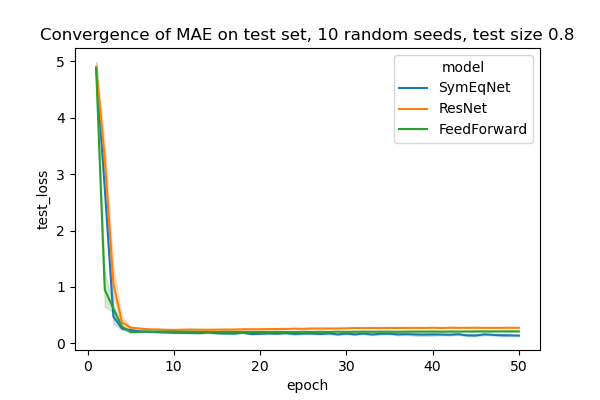 Convergence of MAE on test set, 10 random seeds, test size 0.8
model
SymEqNet
ResNet
FeedForward
test_loss
5
4
3
2
1
0
0 10 20 30 40 50
epoch